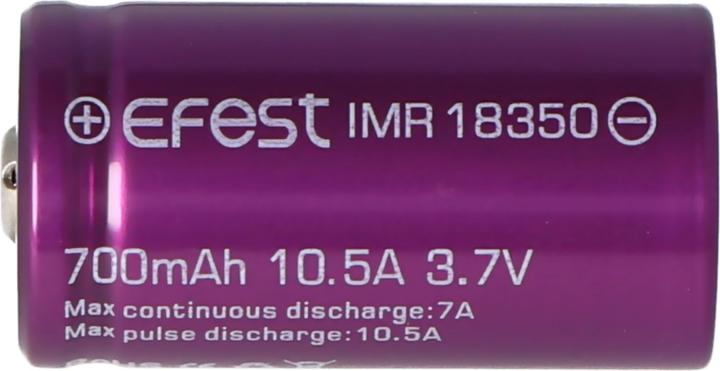 ⊕ EFEST IMR 18350 ⊖
700mAh 10.5A 3.7V
Max continuous discharge:7A
Max pulse discharge:10.5A